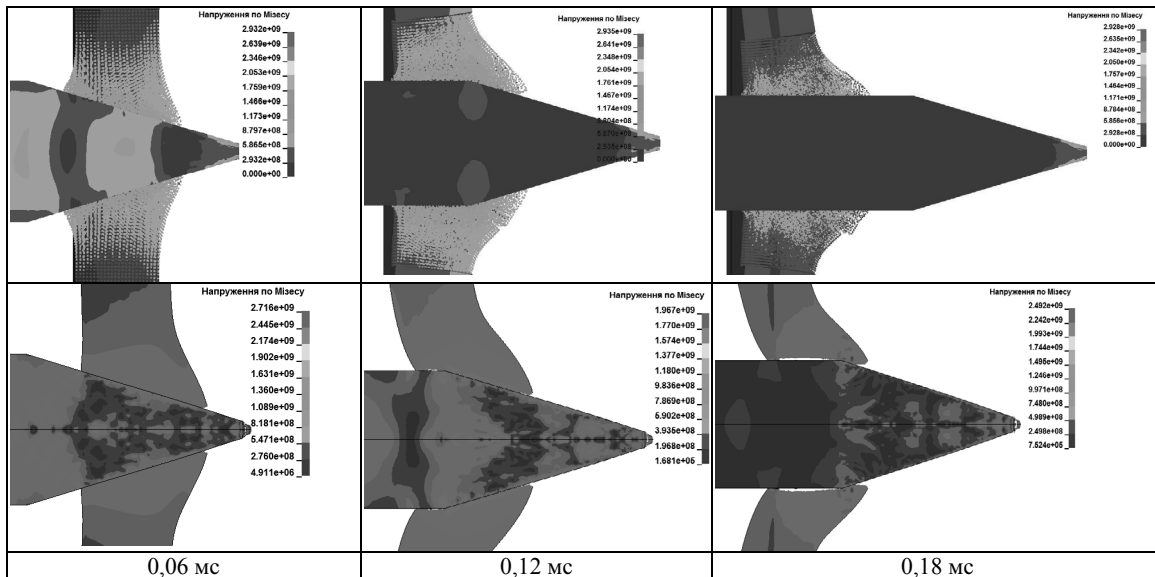 Напруження по Мізесу
2.932e+09
2.639e+09
2.346e+09
2.053e+09
1.759e+09
1.466e+09
1.173e+09
8.797e+08
5.865e+08
2.932e+08
0.000e+00
Напруження по Мізесу
2.935e+09
2.641e+09
2.348e+09
2.054e+09
1.761e+09
1.467e+09
1.174e+09
0.000e+00
Напруження по Мізесу
2.928e+09
2.635e+09
2.342e+09
2.050e+09
1.757e+09
1.464e+09
1.171e+09
8.784e+08
5.856e+08
2.928e+08
0.000e+00
Напруження по Мізесу
2.716e+09
2.445e+09
2.174e+09
1.902e+09
1.631e+09
1.360e+09
1.089e+09
8.181e+08
5.471e+08
2.760e+08
4.911e+06
Напруження по Мізесу
1.967e+09
1.770e+09
1.574e+09
1.377e+09
1.180e+09
9.836e+08
7.869e+08
5.902e+08
3.935e+08
1.968e+08
1.681e+05
Напруження по Мізесу
2.492e+09
2.242e+09
1.993e+09
1.744e+09
1.495e+09
1.246e+09
9.971e+08
7.480e+08
4.989e+08
2.498e+08
7.524e+05
0,06 мс
0,12 мс
0,18 мс